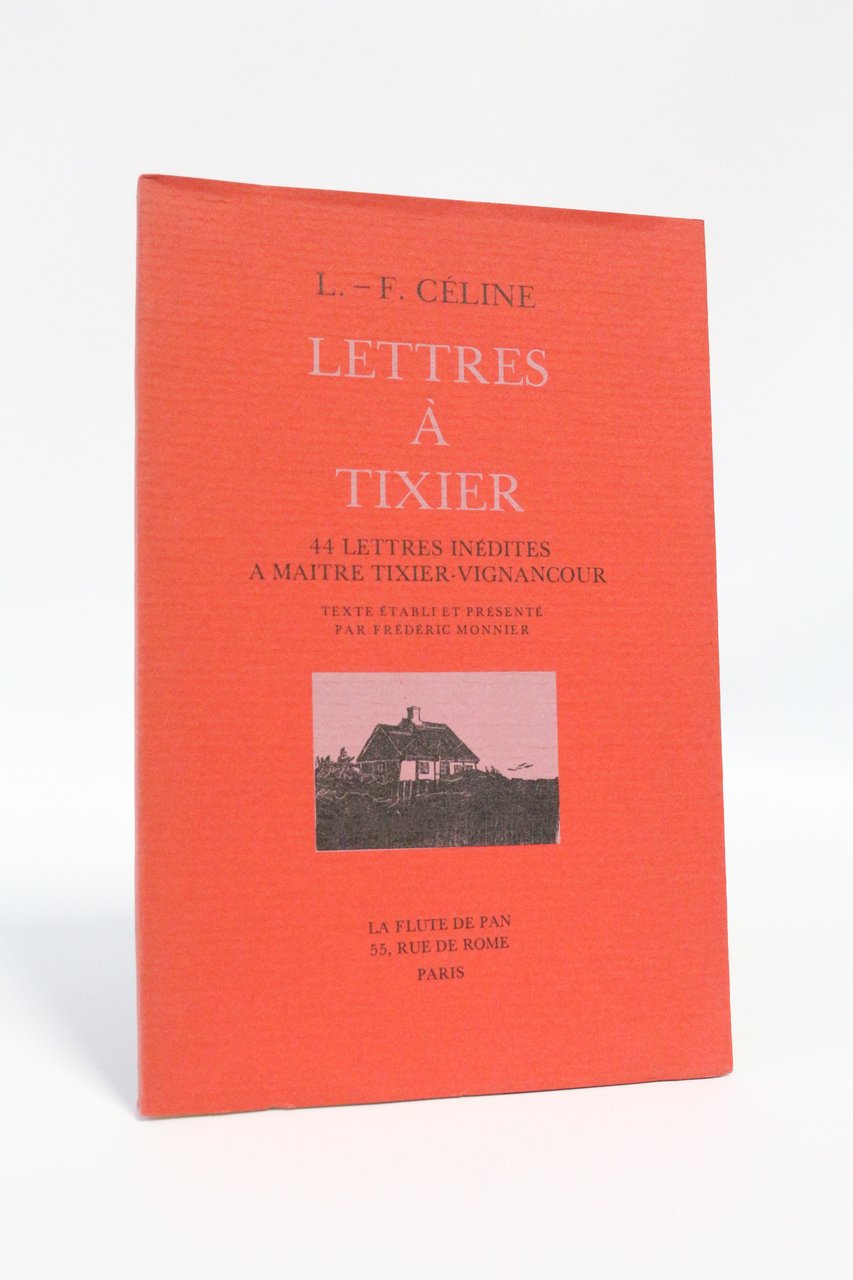 L. – F. CÉLINE
LETTRES
À
TIXIER
44 LETTRES INÉDITES
A MAITRE TIXIER-VIGNANCOUR
TEXTE ÉTABLI ET PRÉSENTÉ
PAR FRÉDÉRIC MONNIER
LA FLUTE DE PAN
55, RUE DE ROME
PARIS